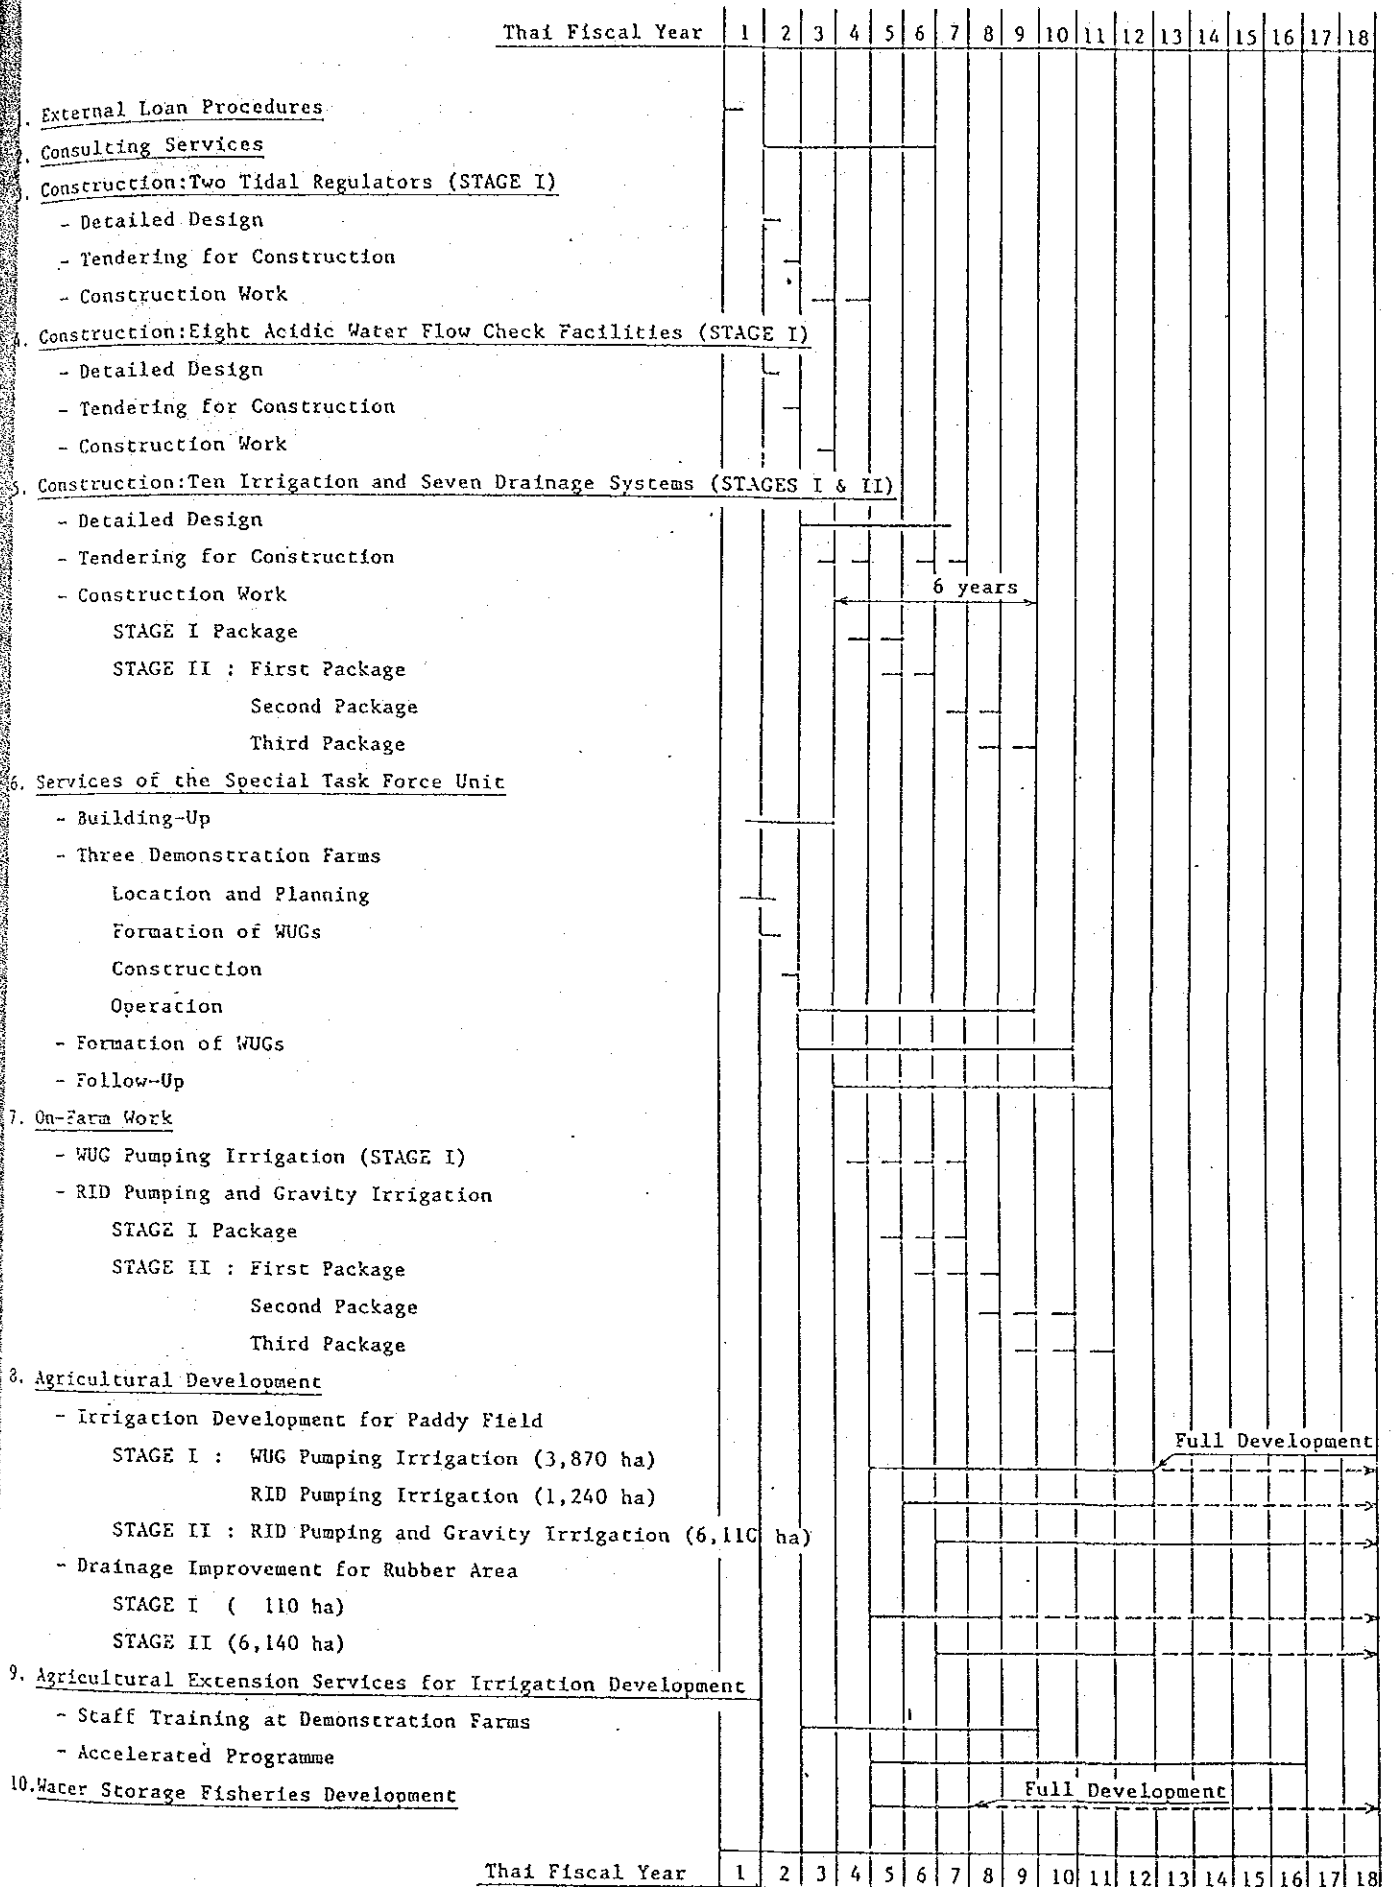 Thai Fiscal Year 1 2 3 4 5 6 7 8 9 10 11 12 13 14 15 16 17 18
. External Loan Procedures
. Consulting Services
. Construction:Two Tidal Regulators (STAGE I)
- Detailed Design
- Tendering for Construction
- Construction Work
. Construction:Eight Acidic Water Flow Check Facilities (STAGE I)
- Detailed Design
- Tendering for Construction
- Construction Work
5. Construction:Ten Irrigation and Seven Drainage Systems (STAGES I & II)
- Detailed Design
- Tendering for Construction
- Construction Work 6 years
STAGE I Package
STAGE II : First Package
Second Package
Third Package
6. Services of the Special Task Force Unit
- Building-Up
- Three Demonstration Farms
Location and Planning
Formation of WUGs
Construction
Operation
- Formation of WUGs
- Follow-Up
7. On-Farm Work
- WUG Pumping Irrigation (STAGE I)
- RID Pumping and Gravity Irrigation
STAGE I Package
STAGE II : First Package
Second Package
Third Package
8. Agricultural Development
- Irrigation Development for Paddy Field
Full Development
STAGE I : WUG Pumping Irrigation (3,870 ha)
RID Pumping Irrigation (1,240 ha)
STAGE II : RID Pumping and Gravity Irrigation (6,110 ha)
- Drainage Improvement for Rubber Area
STAGE I ( 110 ha)
STAGE II (6,140 ha)
9. Agricultural Extension Services for Irrigation Development
- Staff Training at Demonstration Farms
- Accelerated Programme
10.Water Storage Fisheries Development Full Development
Thai Fiscal Year 1 2 3 4 5 6 7 8 9 10 11 12 13 14 15 16 17 18